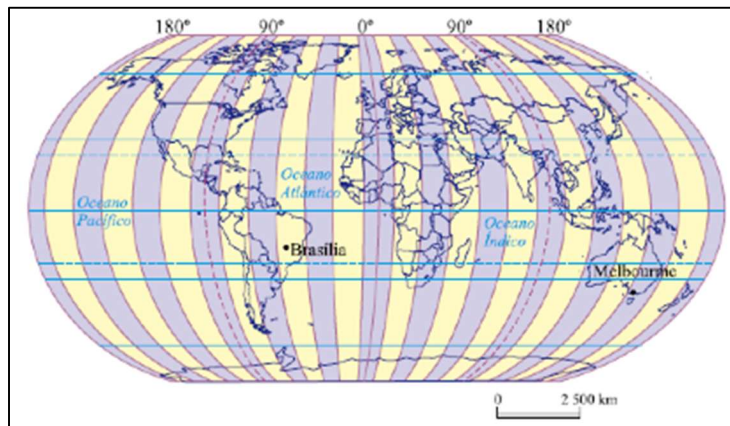 180° 90° 0° 90° 180°
Oceano
Atlântico
Oceano
Pacífico
Oceano
Índico
Brasília
Melbourne
0 2 500 km